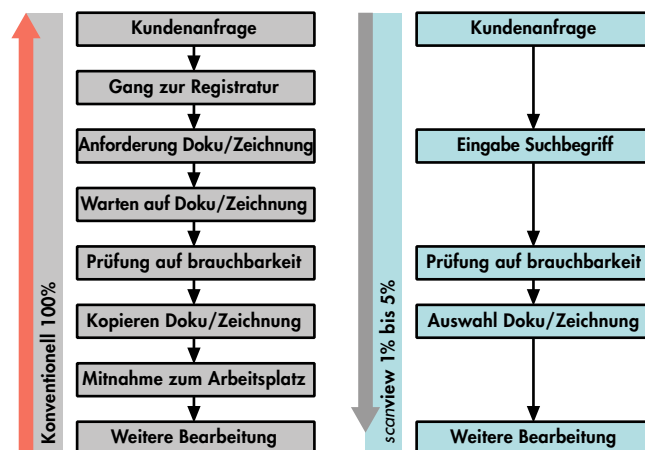 Konventionell 100%
Kundenanfrage
Gang zur Registratur
Anforderung Doku/Zeichnung
Warten auf Doku/Zeichnung
Prüfung auf brauchbarkeit
Kopieren Doku/Zeichnung
Mitnahme zum Arbeitsplatz
Weitere Bearbeitung
scanview 1% bis 5%
Kundenanfrage
Eingabe Suchbegriff
Prüfung auf brauchbarkeit
Auswahl Doku/Zeichnung
Weitere Bearbeitung